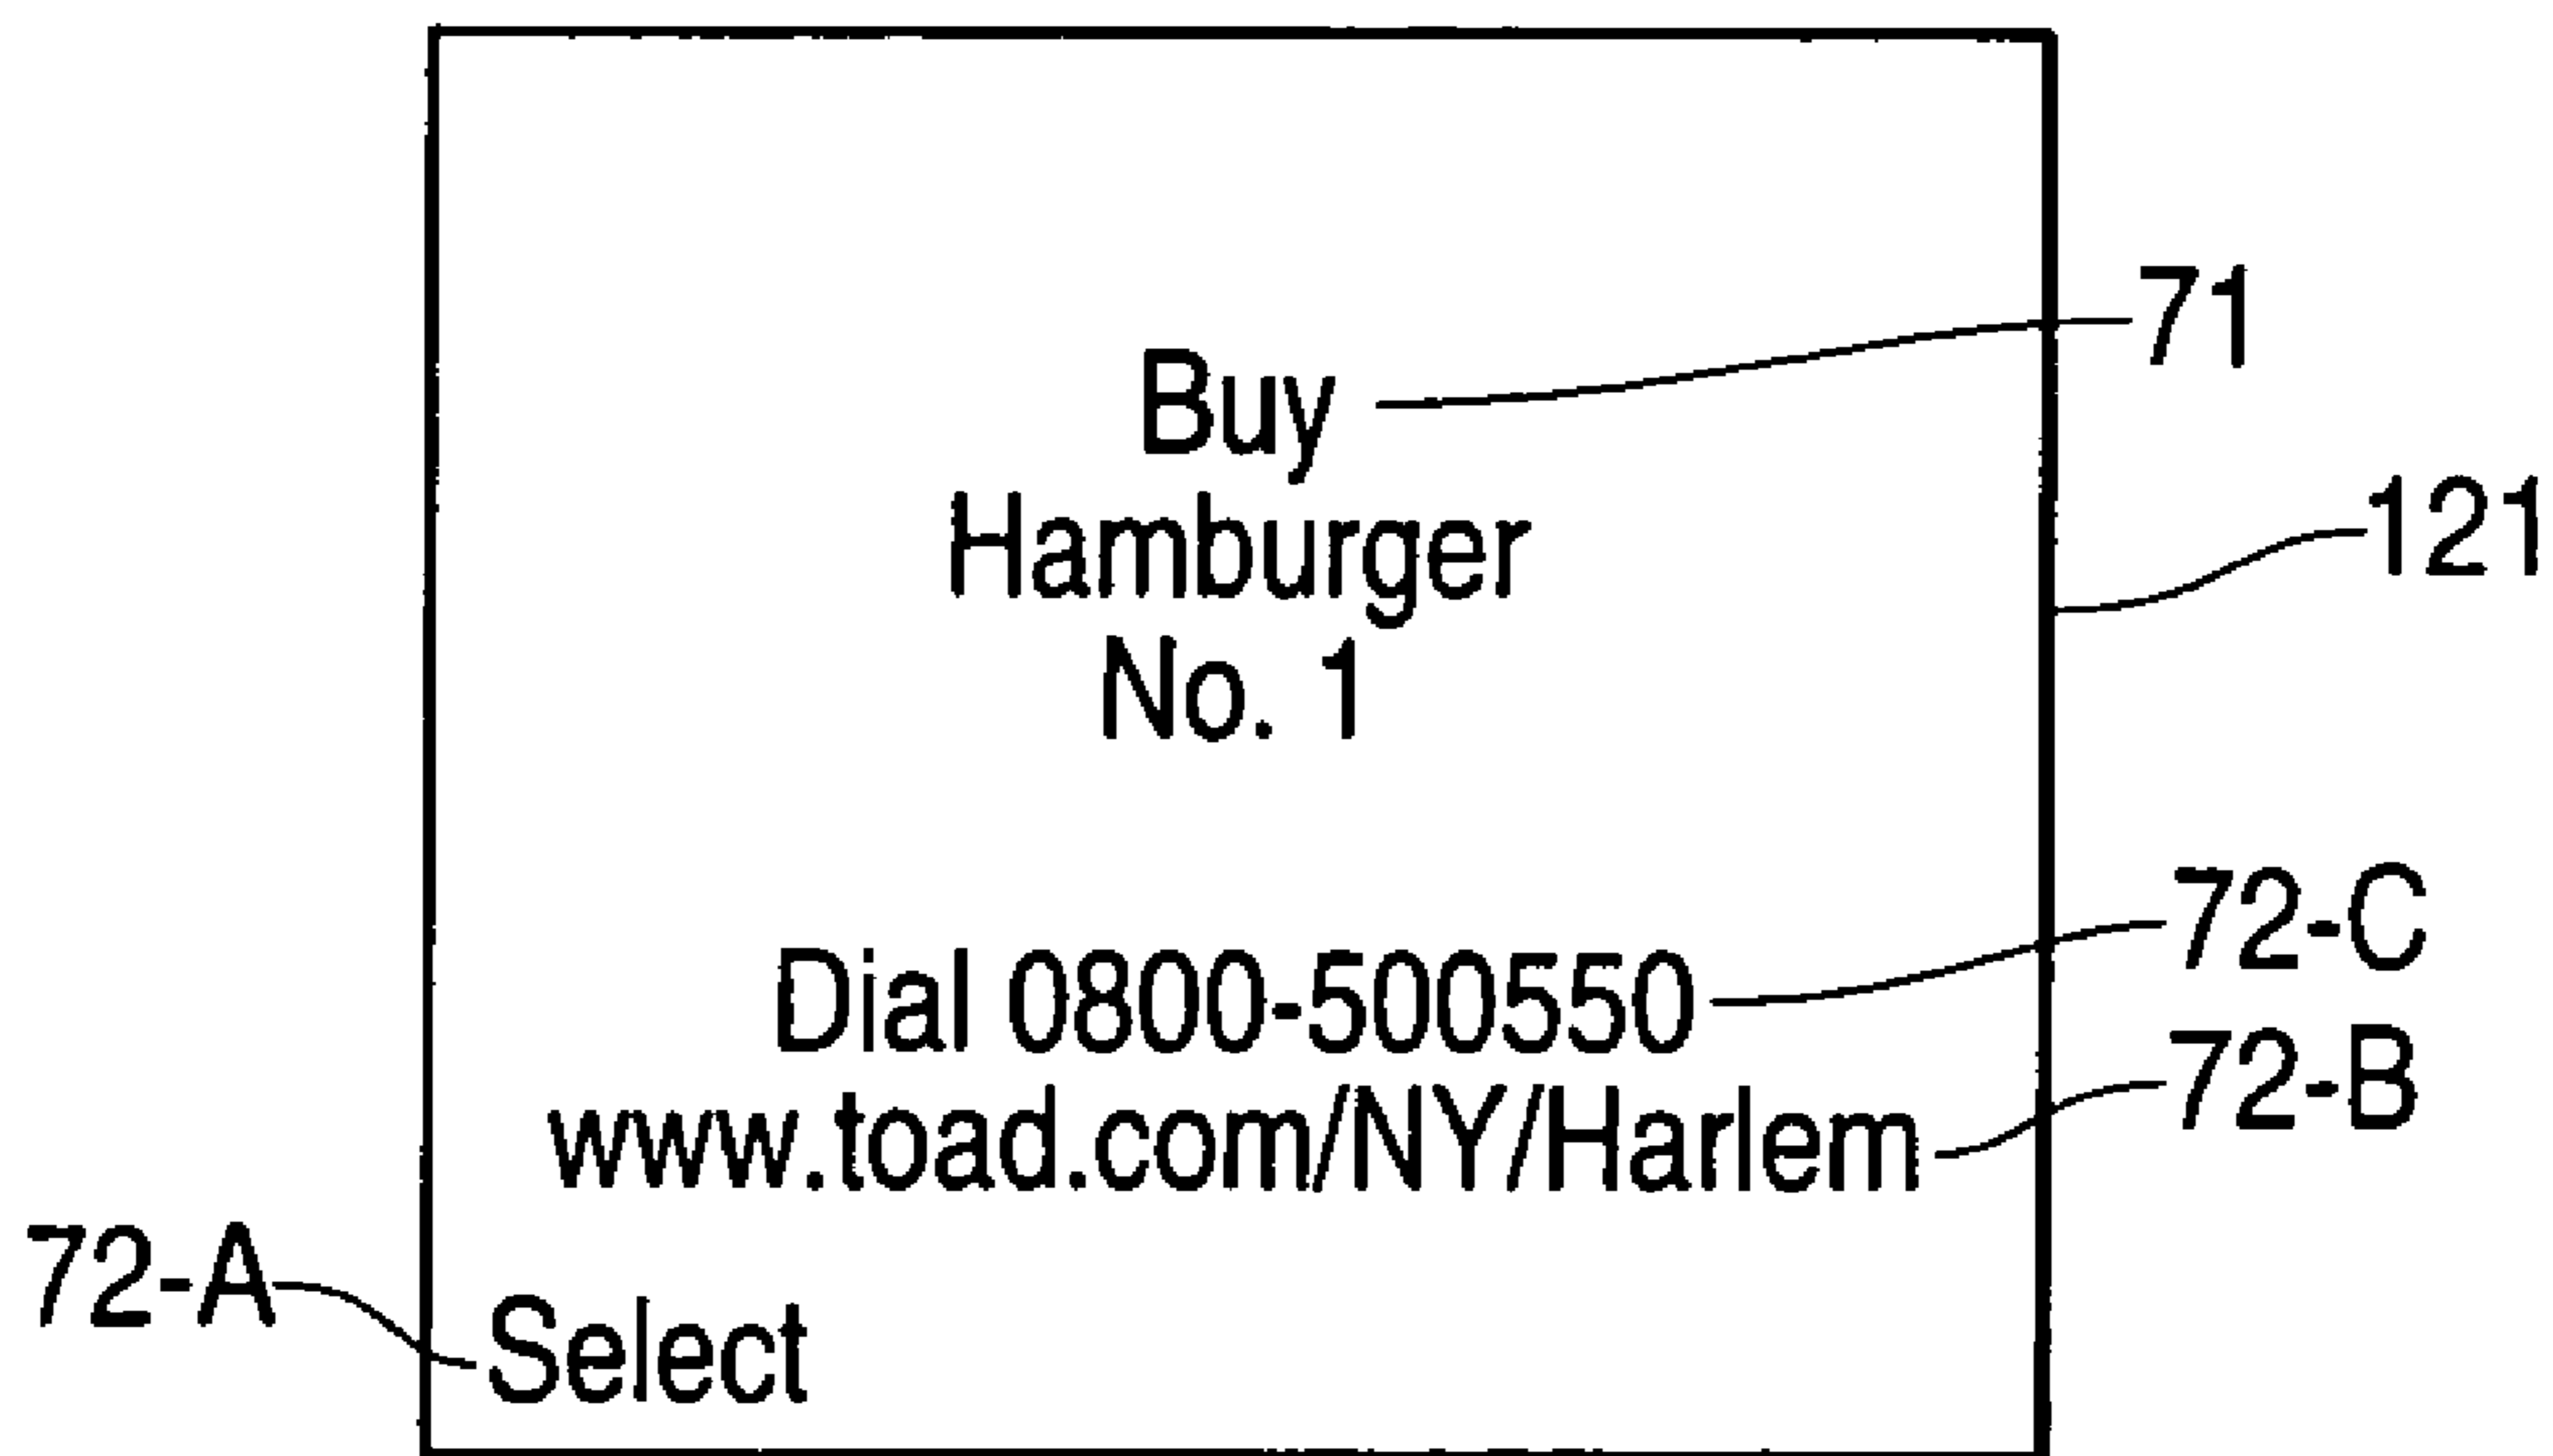 71
Buy
121
Hamburger
No. 1
72-C
Dial 0800-500550
72-B
www.toad.com/NY/Harlem
72-A
Select